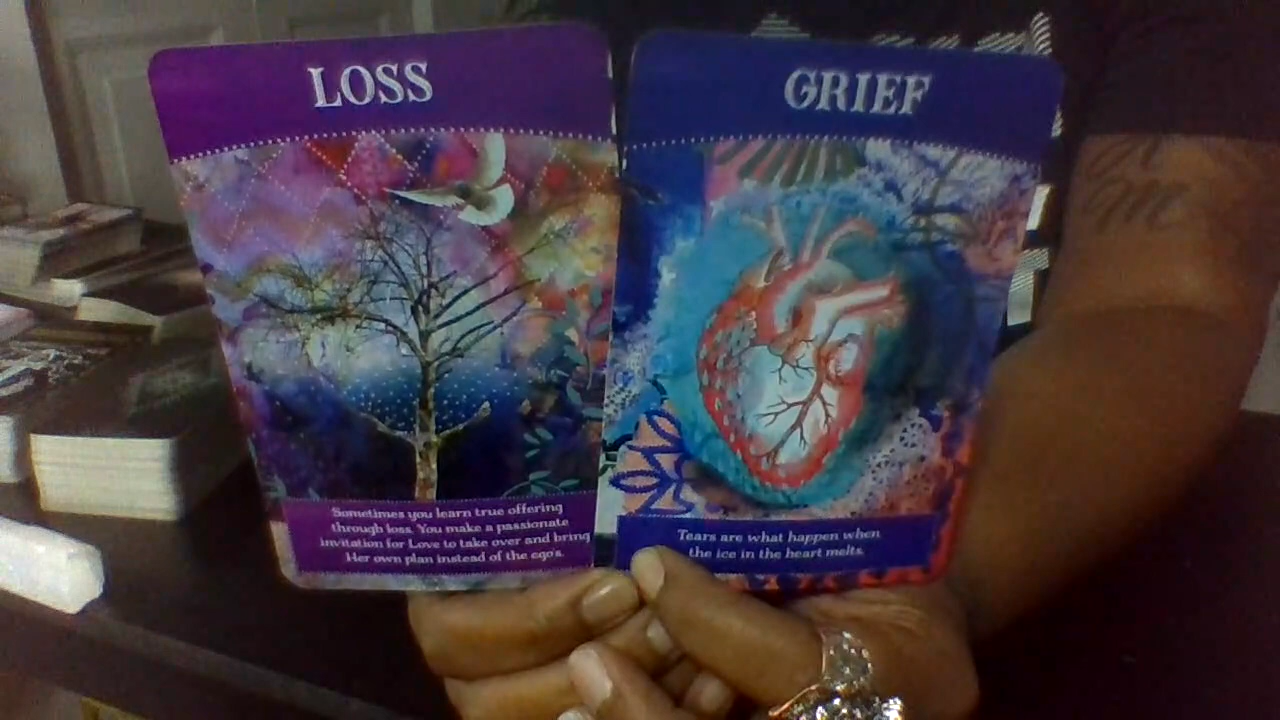 LOSS
Sometimes you learn true offering
through loss. You make a passionate
invitation for Love to take over and bring
Her own plan instead of the ego's.
GRIEF
Tears are what happen when
the ice in the heart melts.